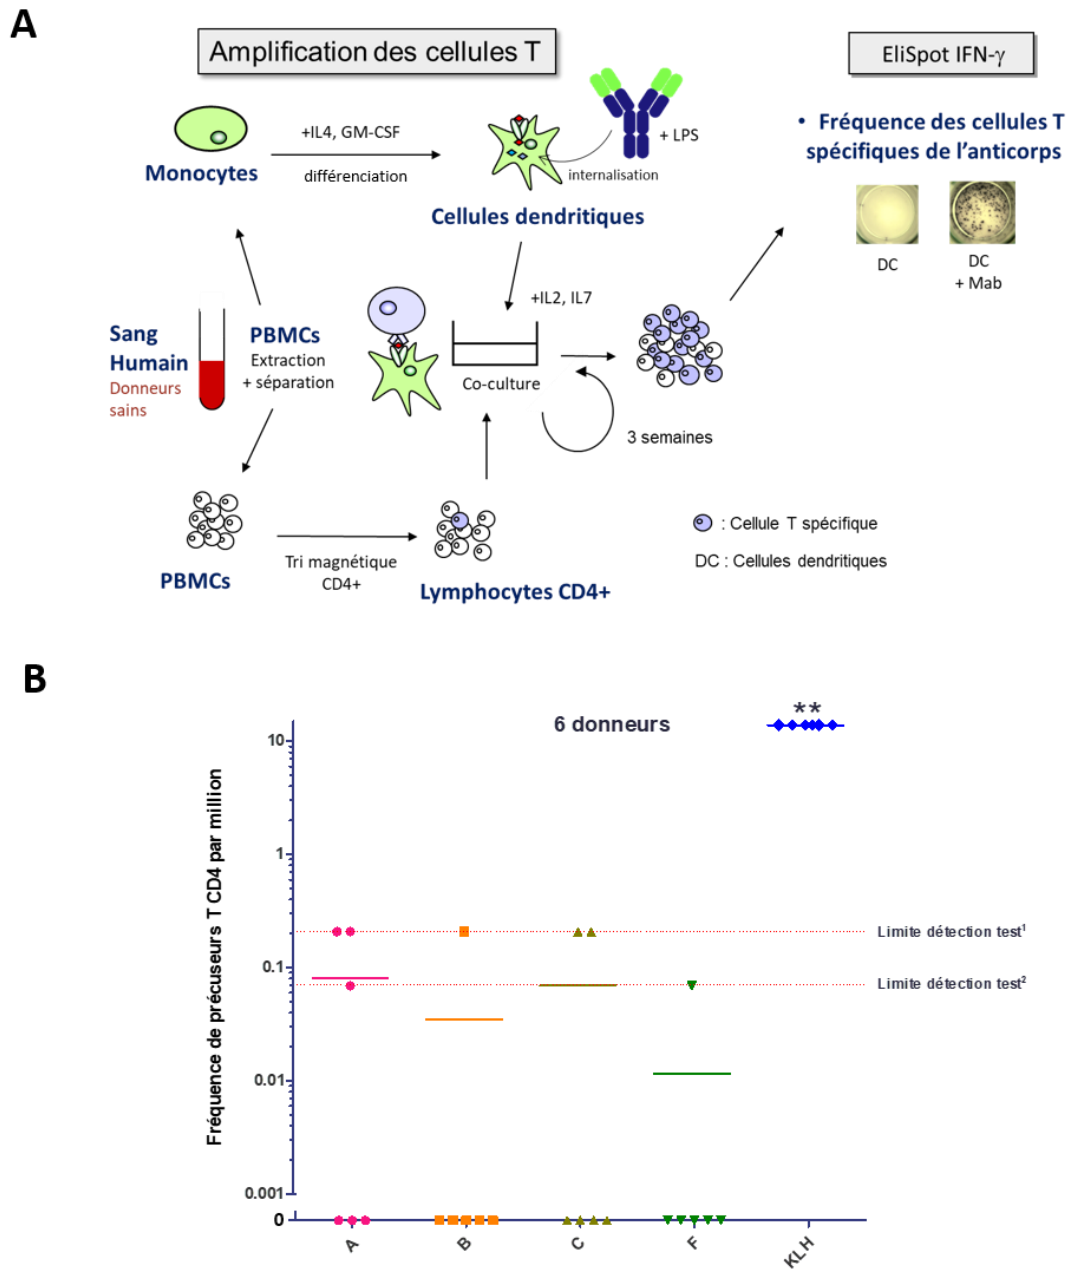 A
Amplification des cellules T
EliSpot IFN-γ
+IL4, GM-CSF
différenciation
Monocytes
+ LPS
internalisation
Cellules dendritiques
• Fréquence des cellules T
spécifiques de l'anticorps
DC
DC
+ Mab
Sang
Humain
Donneurs
sains
PBMCs
Extraction
+ séparation
+IL2, IL7
Co-culture
3 semaines
PBMCs
Tri magnétique
CD4+
Lymphocytes CD4+
: Cellule T spécifique
DC : Cellules dendritiques
B
6 donneurs
**
Fréquence de précuseurs T CD4 par million
10
1
0.1
0.01
0.001
0
Limite détection test¹
Limite détection test²
A
B
C
F
KLH